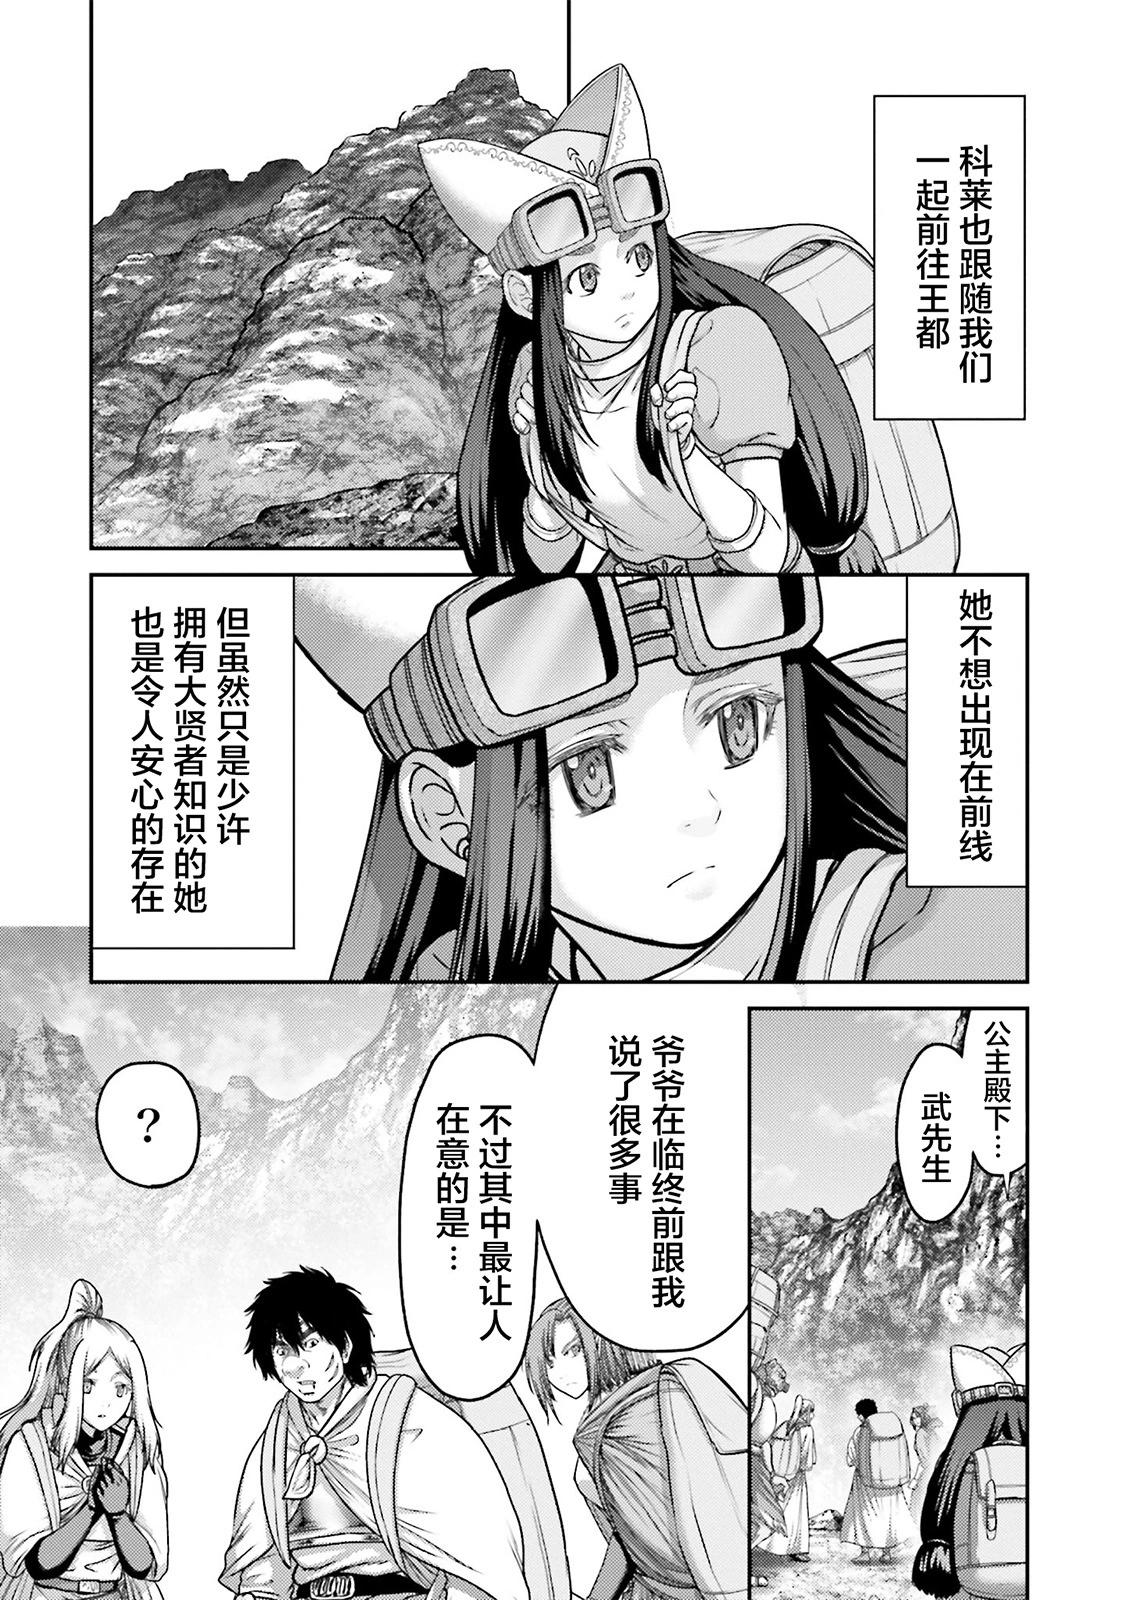 科莱也跟随我们
一起前往王都
她不想出现在前线
但虽然只是少许
拥有大贤者知识的她
也是令人安心的存在
公主殿下…
武先生
爷爷在临终前跟我
说了很多事
不过其中最让人
在意的是…
？